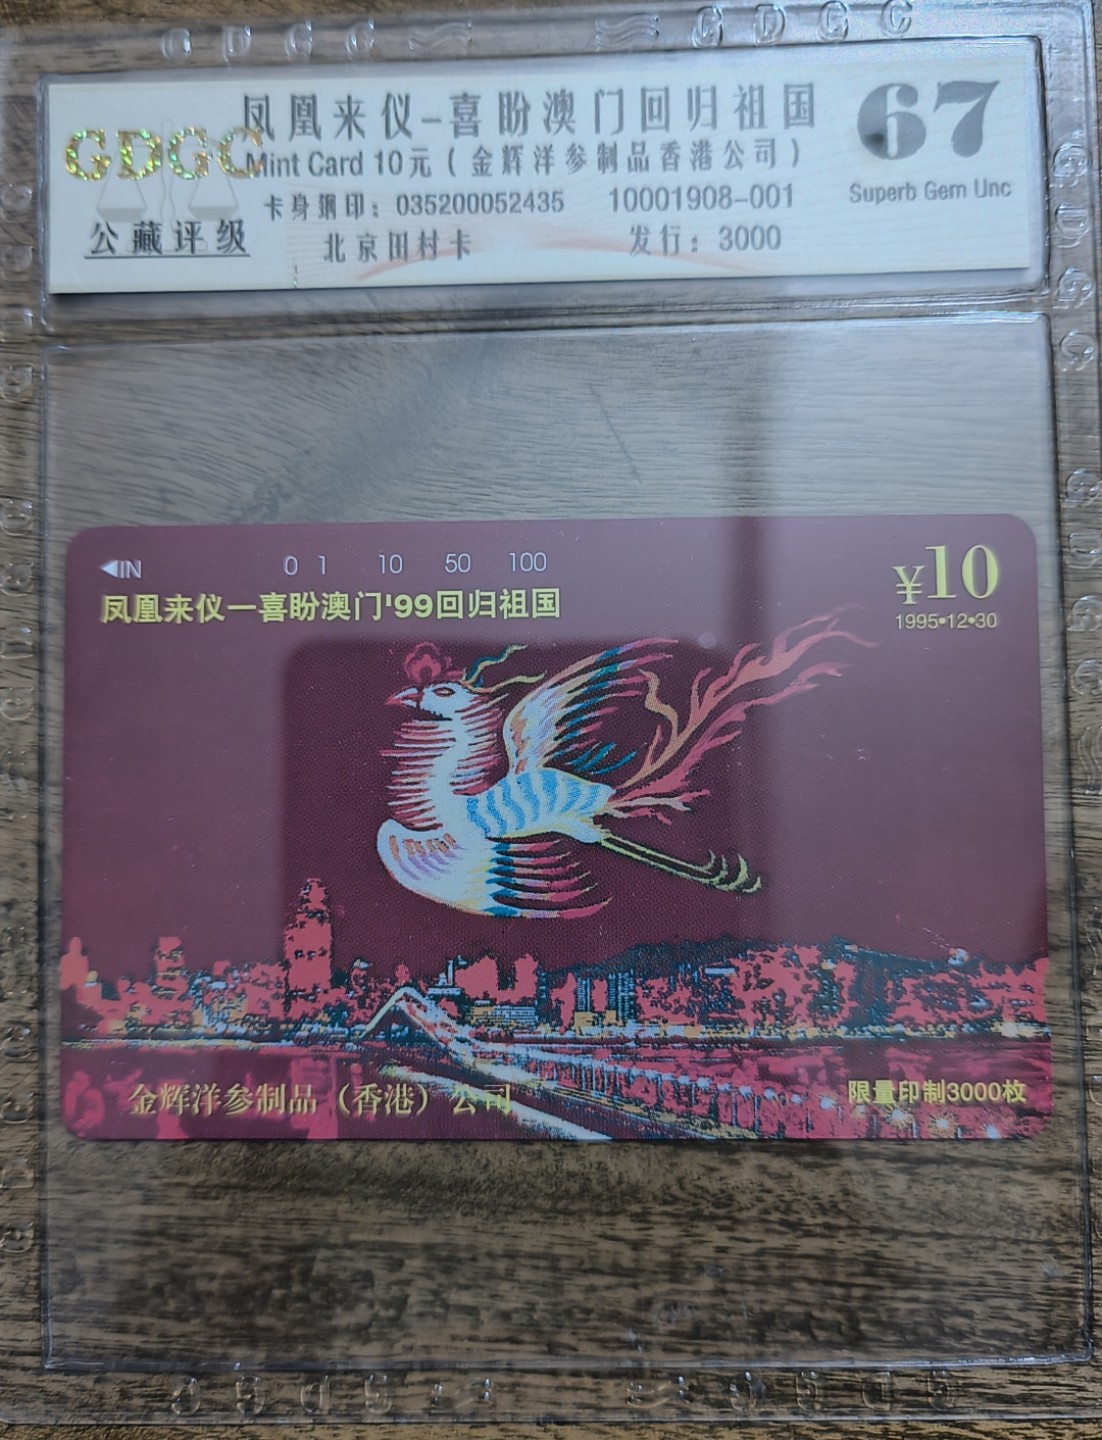 GDGC
GDGC
凤凰来仪-喜盼澳门回归祖国
67
GDGC
Mint Card 10元(金辉洋参制品香港公司)
Superb Gem Unc
公藏评级
卡身钢印：035200052435 10001908-001
北京田村卡 发行：3000
◀IN 0 1 10 50 100
¥10
凤凰来仪一喜盼澳门'99回归祖国
1995•12•30
金辉洋参制品（香港）公司
限量印制3000枚